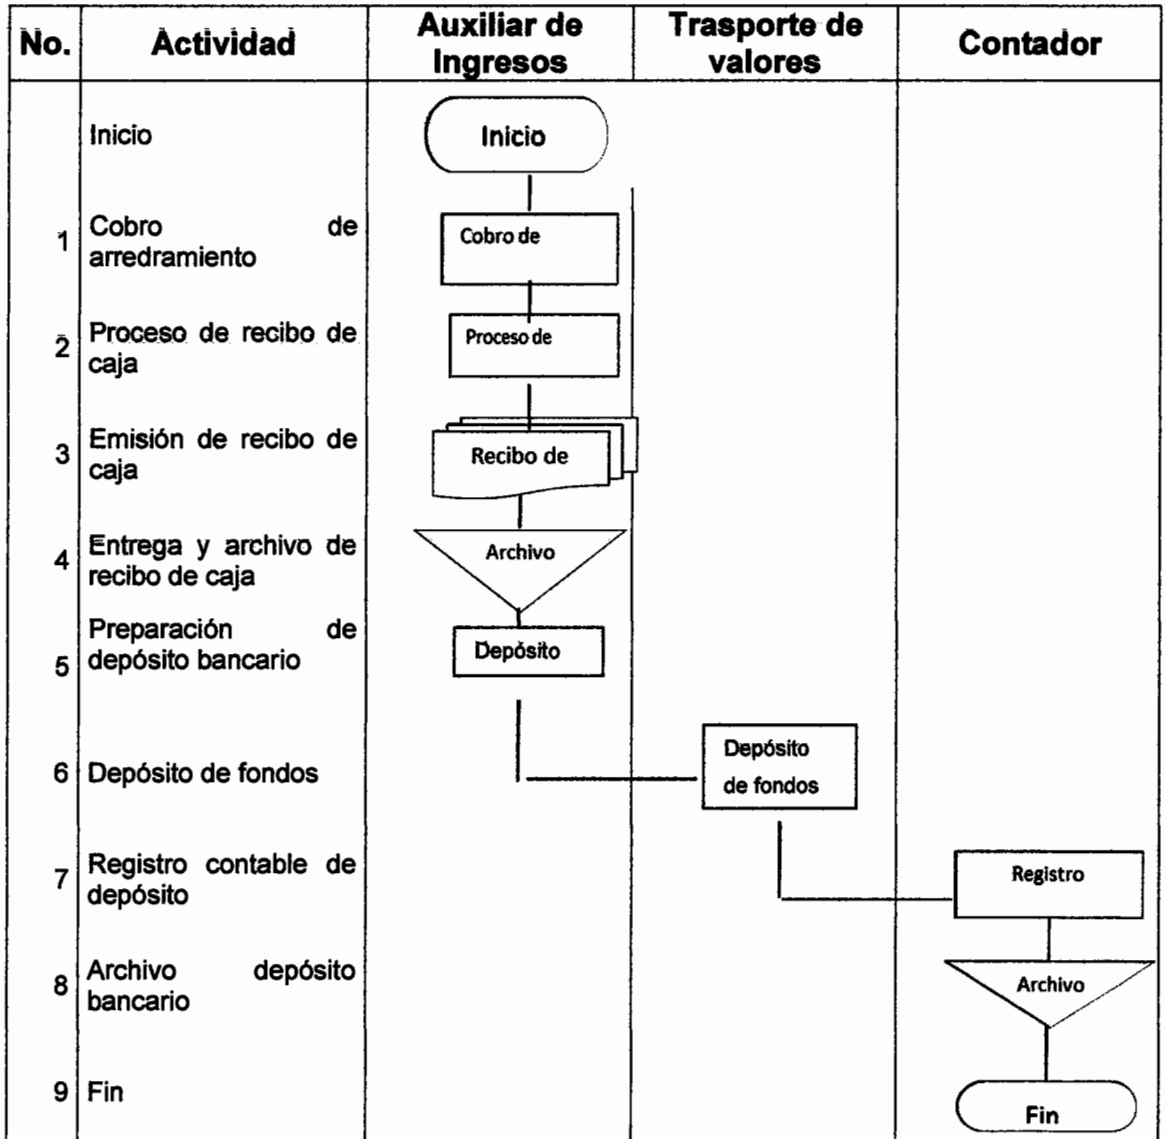 No.
Actividad
Auxiliar de
Ingresos
Trasporte de
valores
Contador
Inicio
Inicio
1
Cobro de
arredramiento
Cobro de
2
Proceso de recibo de
caja
Proceso de
3
Emisión de recibo de
caja
Recibo de
4
Entrega y archivo de
recibo de caja
Archivo
5
Preparación de
depósito bancario
Depósito
6
Depósito de fondos
Depósito
de fondos
7
Registro contable de
depósito
Registro
8
Archivo depósito
bancario
Archivo
9
Fin
Fin